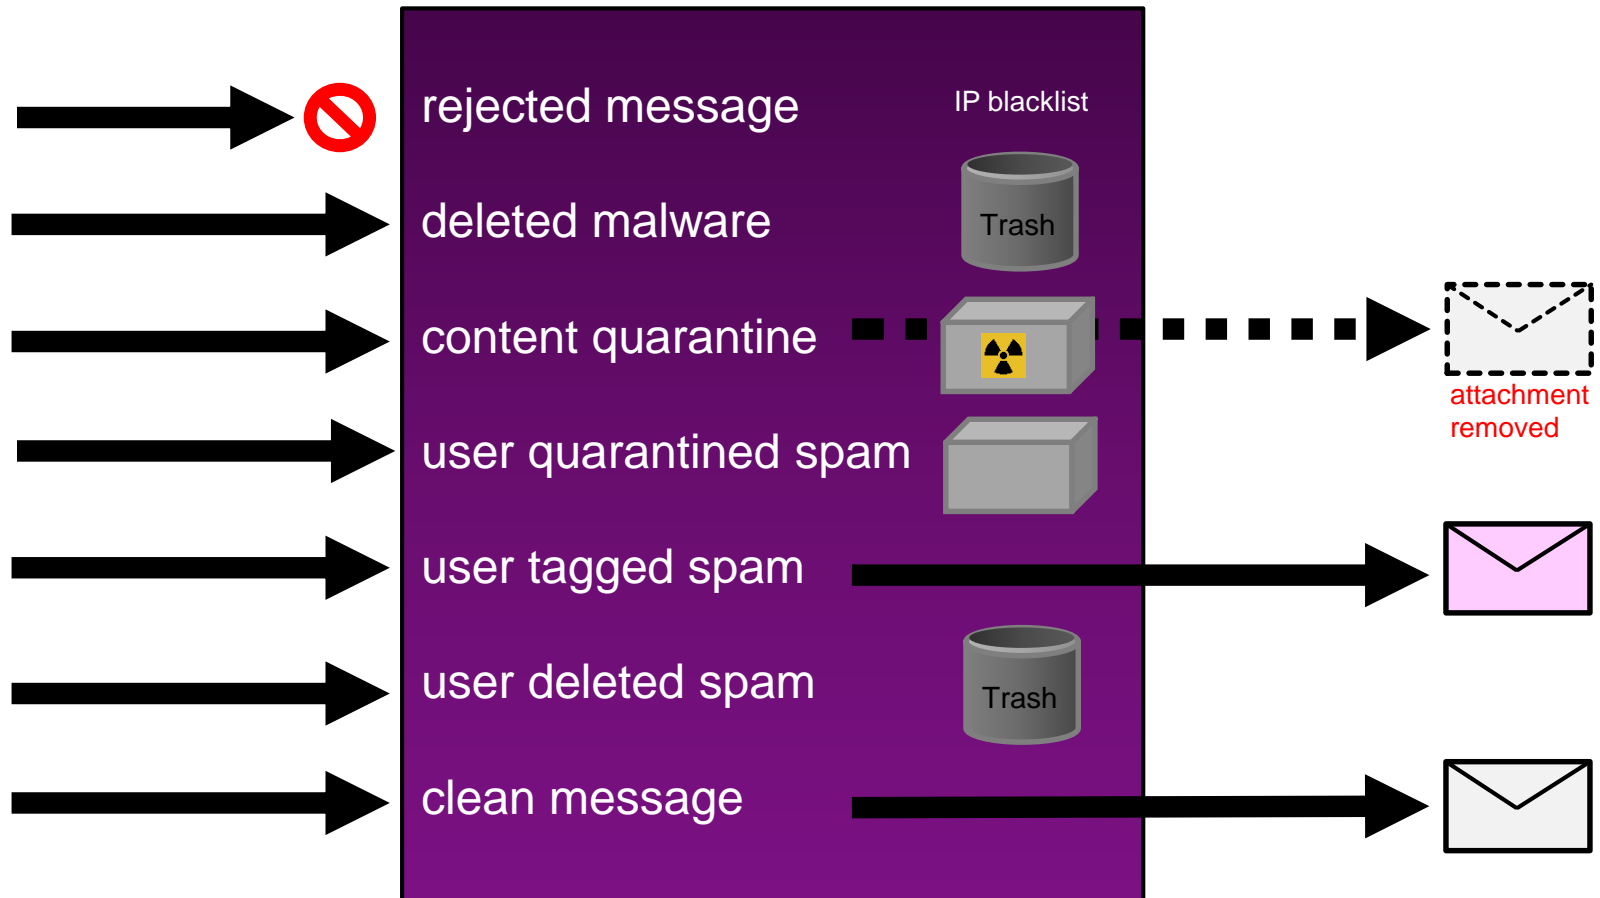 rejected message
IP blacklist
deleted malware
Trash
content quarantine
attachment
removed
user quarantined spam
user tagged spam
user deleted spam
Trash
clean message